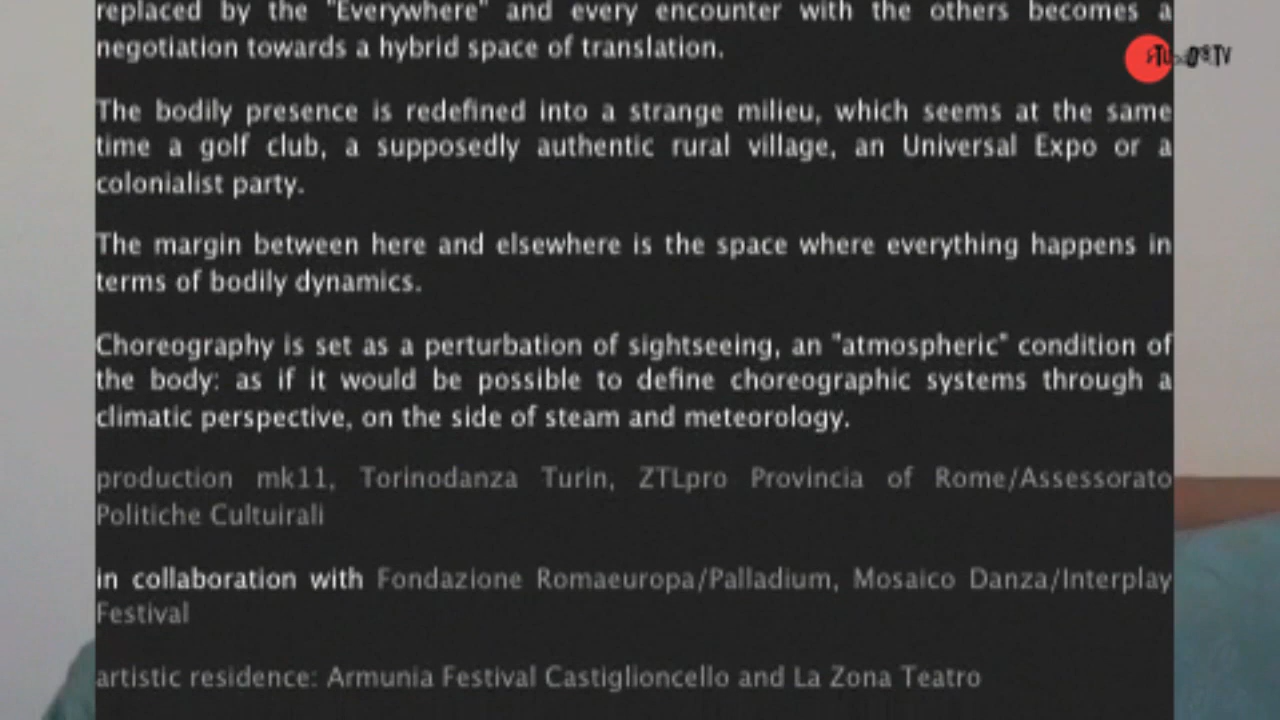 replaced by the "Everywhere" and every encounter with the others becomes a
negotiation towards a hybrid space of translation.
The bodily presence is redefined into a strange milieu, which seems at the same
time a golf club, a supposedly authentic rural village, an Universal Expo or a
colonialist party.
The margin between here and elsewhere is the space where everything happens in
terms of bodily dynamics.
Choreography is set as a perturbation of sightseeing, an "atmospheric" condition of
the body: as if it would be possible to define choreographic systems through a
climatic perspective, on the side of steam and meteorology.
production mk11, Torinodanza Turin, ZTLpro Provincia of Rome/Assessorato
Politiche Cultuirali
in collaboration with Fondazione Romaeuropa/Palladium, Mosaico Danza/Interplay
Festival
artistic residence: Armunia Festival Castiglioncello and La Zona Teatro